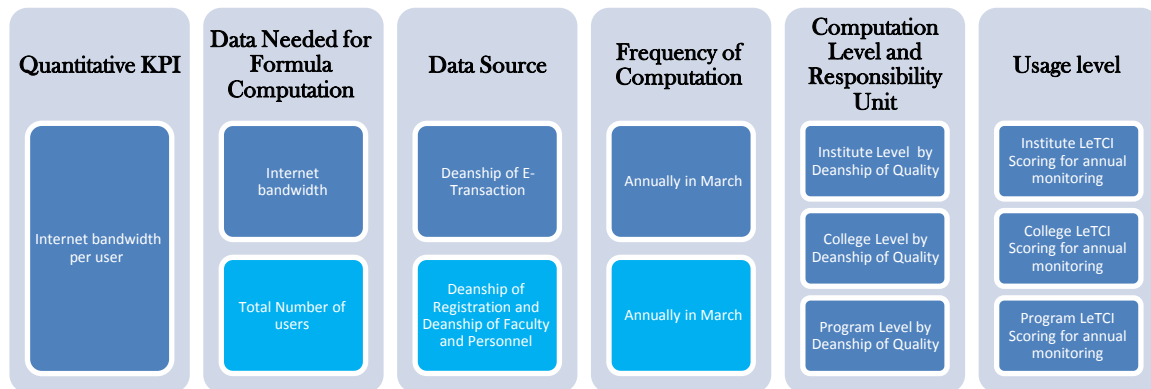 Quantitative KPI
Internet bandwidth
per user
Data Needed for
Formula
Computation
Internet
bandwidth
Total Number of
users
Data Source
Deanship of E-
Transaction
Deanship of
Registration and
Deanship of Faculty
and Personnel
Frequency of
Computation
Annually in March
Annually in March
Computation
Level and
Responsibility
Unit
Institute Level by
Deanship of Quality
College Level by
Deanship of Quality
Program Level by
Deanship of Quality
Usage level
Institute LeTCI
Scoring for annual
monitoring
College LeTCI
Scoring for annual
monitoring
Program LeTCI
Scoring for annual
monitoring